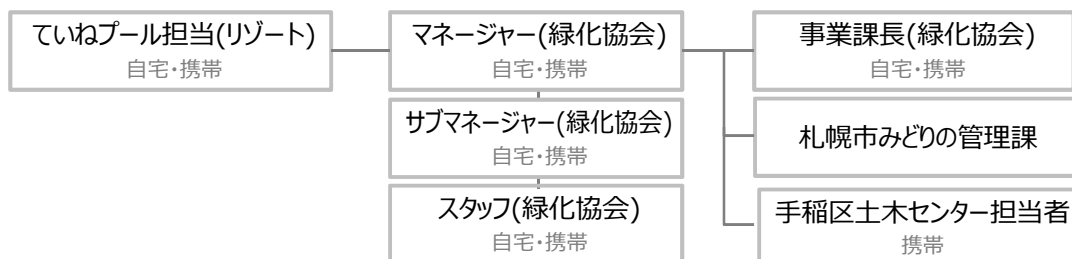 ていねプール担当(リゾート)
自宅・携帯
マネージャー(緑化協会)
自宅・携帯
事業課長(緑化協会)
自宅・携帯
サブマネージャー(緑化協会)
自宅・携帯
札幌市みどりの管理課
スタッフ(緑化協会)
自宅・携帯
手稲区土木センター担当者
携帯